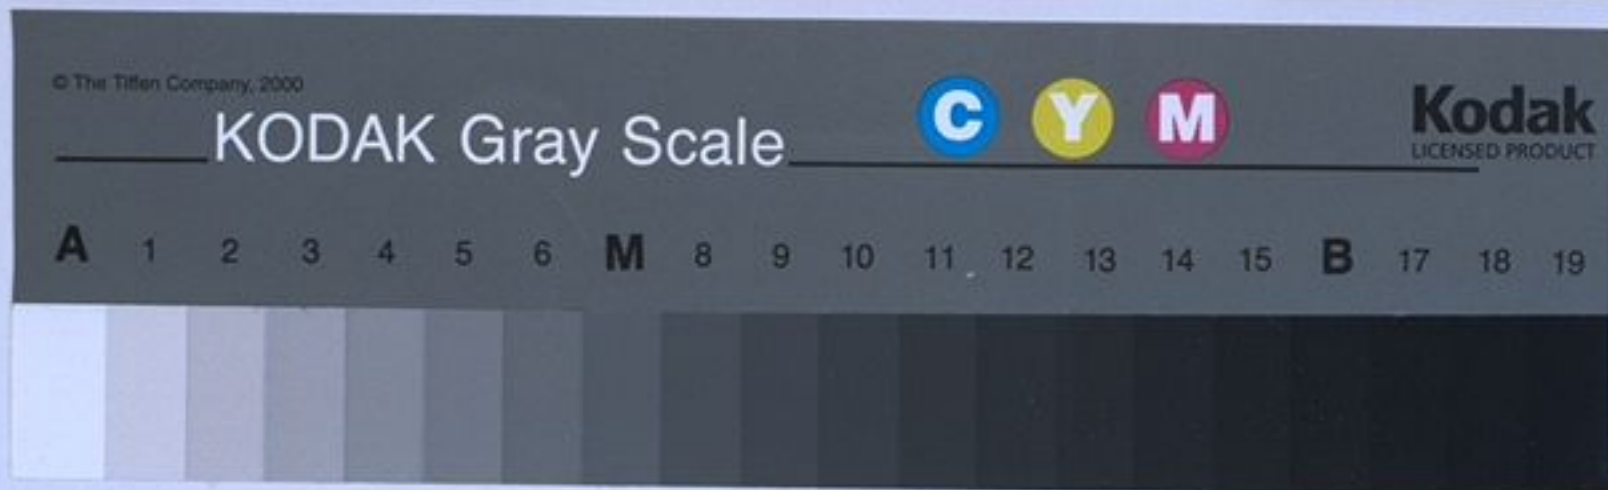 © The Tiffen Company, 2000
KODAK Gray Scale
C Y M
Kodak
LICENSED PRODUCT
A 1 2 3 4 5 6 M 8 9 10 11 12 13 14 15 B 17 18 19